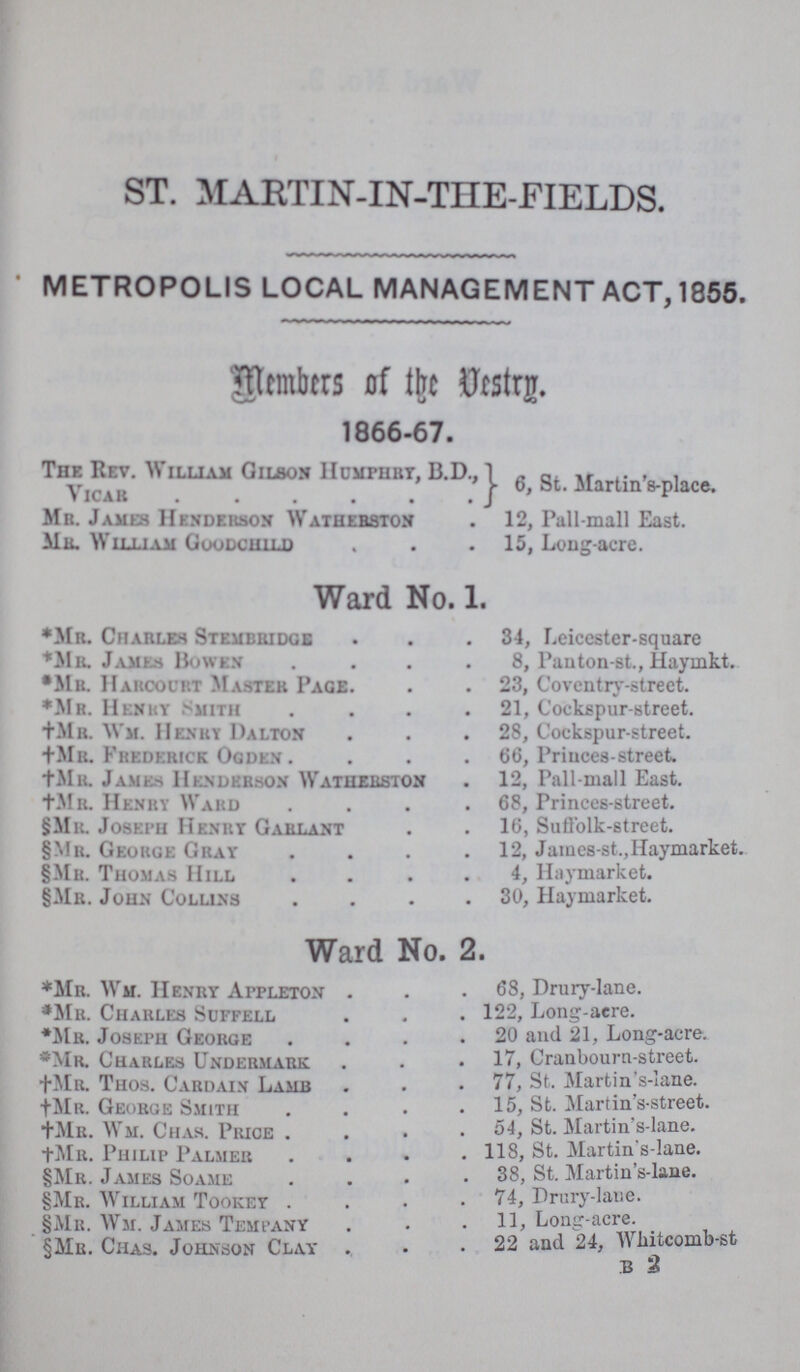 ST. MARTIN-IN-THE-FIELDS.
METROPOLIS LOCAL MANAGEMENT ACT, 1855.
Members of the Vestry.
1866-67.
THE REV. WILLIAM GILSON HUMPHRY, B.D., VICAR . . . . . . } 6, St. Martin's-place.
MR. JAMES HENDERSON WATHERSTON . 12, Pall-mall East.
MR. WILLIAM GOODCHILD . . . 15, Long-acre.
Ward No. 1.
*MR. CHARLES STEMBRIDGE . . . 34, Leicester-square
*MR. JAMES BOWEN . . . . 8, Panton-st., Haymkt.
*MR. HARCOURT MASTER PAGE. . . 23, Coventry-street.
*MR. HENRY SMITH . . . . 21, Cockspur-street.
†MR. WM. HENRY DALTON . . . 28, Cockspur-street.
†MR. FREDERICK OGDEN . . . . 66, Princes-street.
†MR. JAMES HENDERSON WATHERSTON . 12, Pall-mall East.
†MR. HENRY WARD . . . . 68, Princes-street.
§MR. JOSEPH HENRY GARLANT . . 16, Suffolk-street.
§MR. GEORGE GRAY . . . . 12, James-st., Haymarket.
§MR. THOMAS HILL . . . . 4, Haymarket.
§MR. JOHN COLLINS . . . . 30, Haymarket.
Ward No. 2.
*MR. WM. HENRY APPLETON . . . 68, Drury-lane.
*MR. CHARLES SUFFELL . . . 122, Long-acre.
*MR. JOSEPH GEORGE . . . . 20 and 21, Long-acre.
*MR. CHARLES UNDERMARK . . . 17, Cranbourn-street.
†MR. THOS. CARDAIN LAMB . . . 77, St. Martin's-lane.
†MR. GEORGE SMITH . . . . 15, St. Martin's-street.
†MR. WM. CHAS. PRICE . . . . 54, St. Martin's-lane.
†MR. PHILIP PALMER . . . . 118, St. Martin's-lane.
§MR. JAMES SOAME . . . . 38, St. Martin's-lane.
§MR. WILLIAM TOOKEY . . . . 74, Drury-lane.
§MR. WM. JAMES TEMPANY . . . 11, Long-acre.
§MR. CHAS. JOHNSON CLAY . . . 22 and 24, Whitcomb-st
B 2